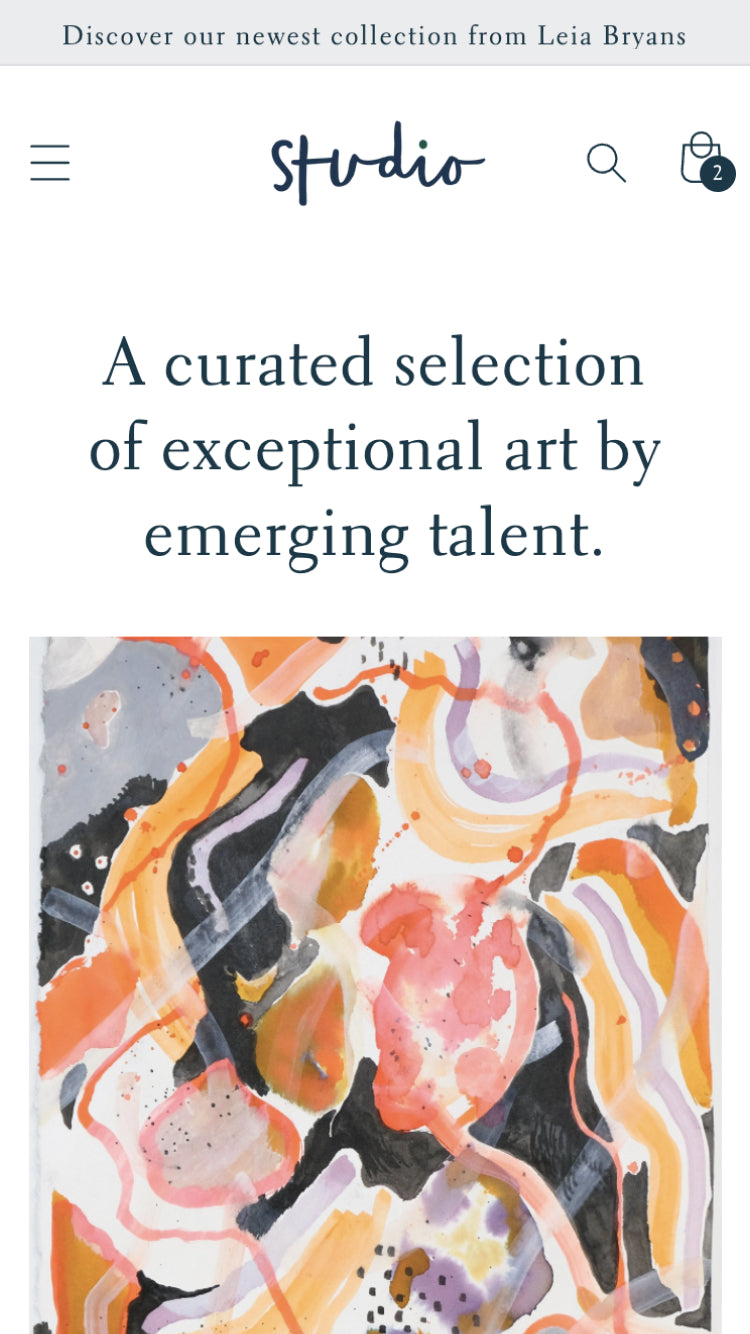 Discover our newest collection from Leia Bryans
studio
2
A curated selection
of exceptional art by
emerging talent.